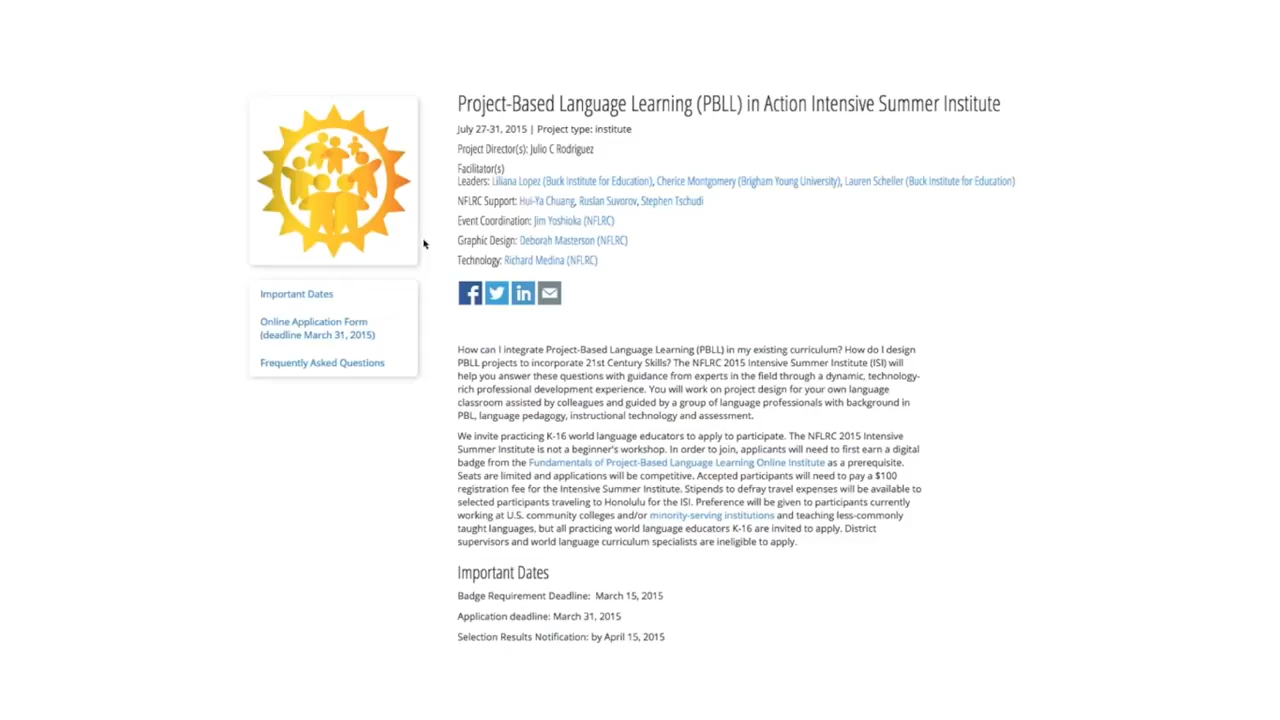 Project-Based Language Learning (PBLL) in Action Intensive Summer Institute
July 27-31, 2015 | Project type: institute
Project Director(s): Julio C Rodriguez
Facilitator(s)
Leaders: Liliana Lopez (Buck Institute for Education), Cherice Montgomery (Brigham Young University), Lauren Scheller (Buck Institute for Education)
NFLRC Support: Hui-Ya Chuang, Ruslan Suvorov, Stephen Tschudi
Event Coordination: Jim Yoshioka (NFLRC)
Graphic Design: Deborah Masterson (NFLRC)
Technology: Richard Medina (NFLRC)
Important Dates
Online Application Form
(deadline March 31, 2015)
Frequently Asked Questions
How can I integrate Project-Based Language Learning (PBLL) in my existing curriculum? How do I design
PBLL projects to incorporate 21st Century Skills? The NFLRC 2015 Intensive Summer Institute (ISI) will
help you answer these questions with guidance from experts in the field through a dynamic, technology-
rich professional development experience. You will work on project design for your own language
classroom assisted by colleagues and guided by a group of language professionals with background in
PBL, language pedagogy, instructional technology and assessment.
We invite practicing K-16 world language educators to apply to participate. The NFLRC 2015 Intensive
Summer Institute is not a beginner's workshop. In order to join, applicants will need to first earn a digital
badge from the Fundamentals of Project-Based Language Learning Online Institute as a prerequisite.
Seats are limited and applications will be competitive. Accepted participants will need to pay a $100
registration fee for the Intensive Summer Institute. Stipends to defray travel expenses will be available to
selected participants traveling to Honolulu for the ISI. Preference will be given to participants currently
working at U.S. community colleges and/or minority-serving institutions and teaching less-commonly
taught languages, but all practicing world language educators K-16 are invited to apply. District
supervisors and world language curriculum specialists are ineligible to apply.
Important Dates
Badge Requirement Deadline: March 15, 2015
Application deadline: March 31, 2015
Selection Results Notification: by April 15, 2015